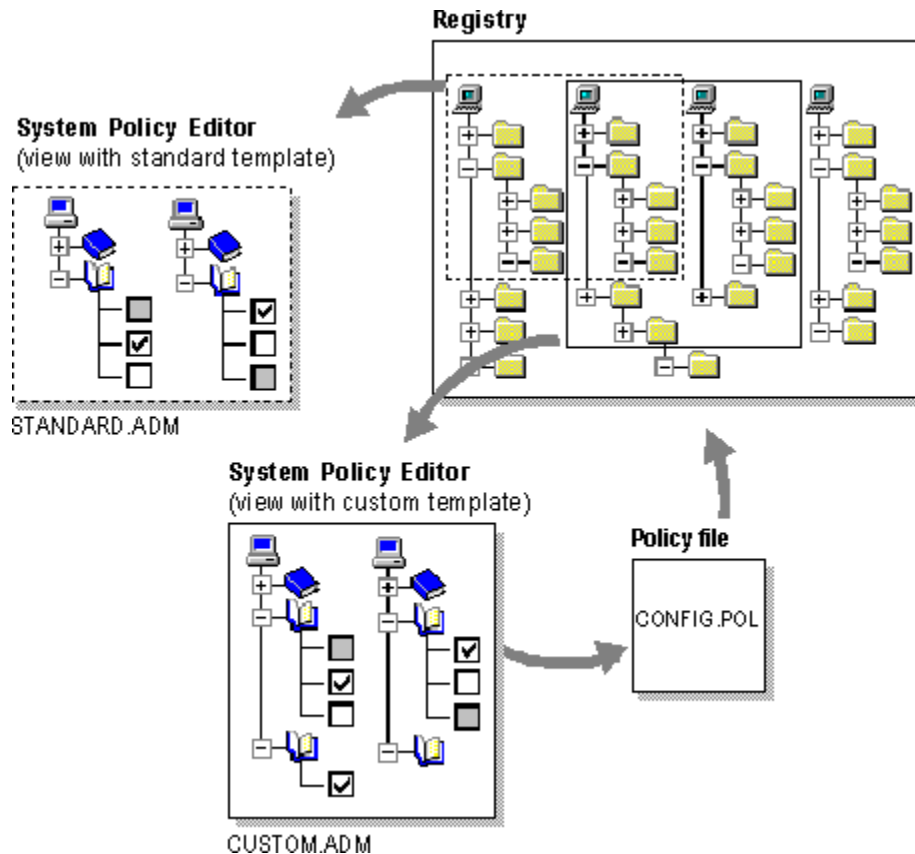 Registry
System Policy Editor
(view with standard template)
STANDARD.ADM
System Policy Editor
(view with custom template)
CUSTOM.ADM
Policy file
CONFIG.POL